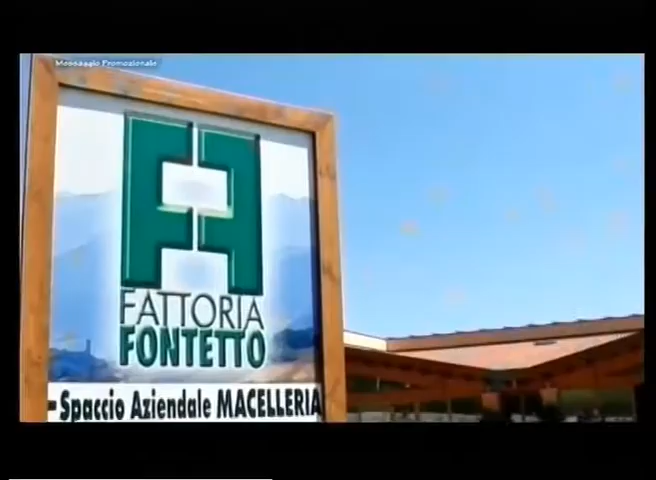 Messaggio Promozionale
FATTORIA
FONTETTO
Spaccio Aziendale MACELLERIA